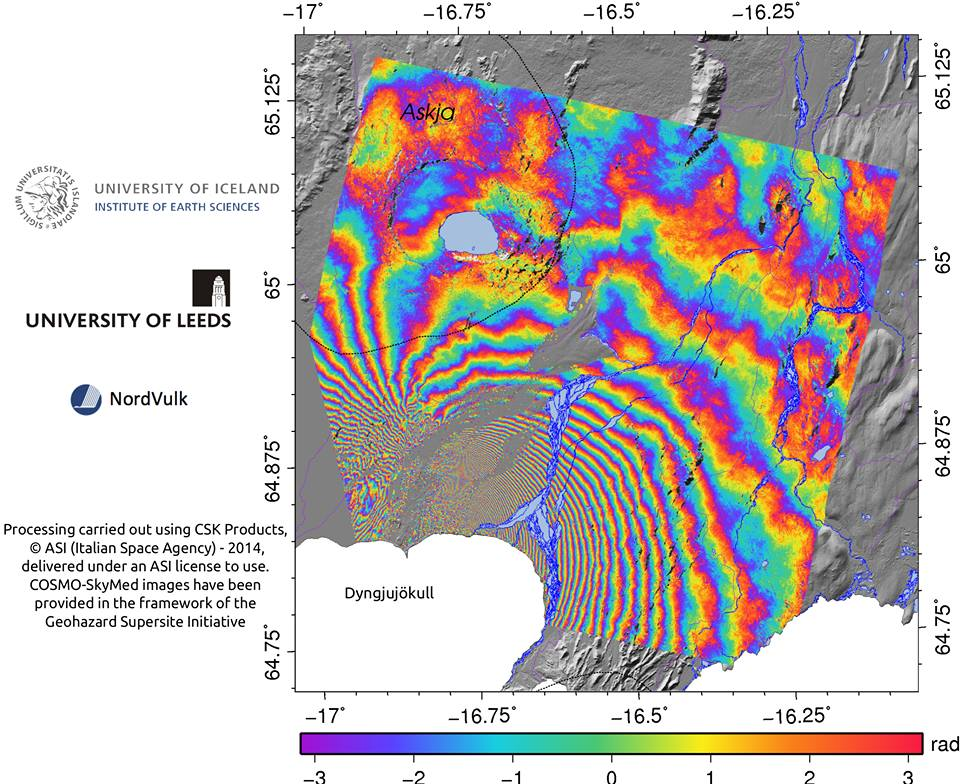 −17˚ −16.75˚ −16.5˚ −16.25˚
65.125˚ 65.125˚
Askja
UNIVERSITY OF ICELAND
INSTITUTE OF EARTH SCIENCES
65˚ 65˚
UNIVERSITY OF LEEDS
NordVulk
64.875˚ 64.875˚
Processing carried out using CSK Products,
© ASI (Italian Space Agency) - 2014,
delivered under an ASI license to use.
COSMO-SkyMed images have been
provided in the framework of the
Geohazard Supersite Initiative
Dyngjujökull
64.75˚ 64.75˚
−17˚ −16.75˚ −16.5˚ −16.25˚
rad
−3 −2 −1 0 1 2 3